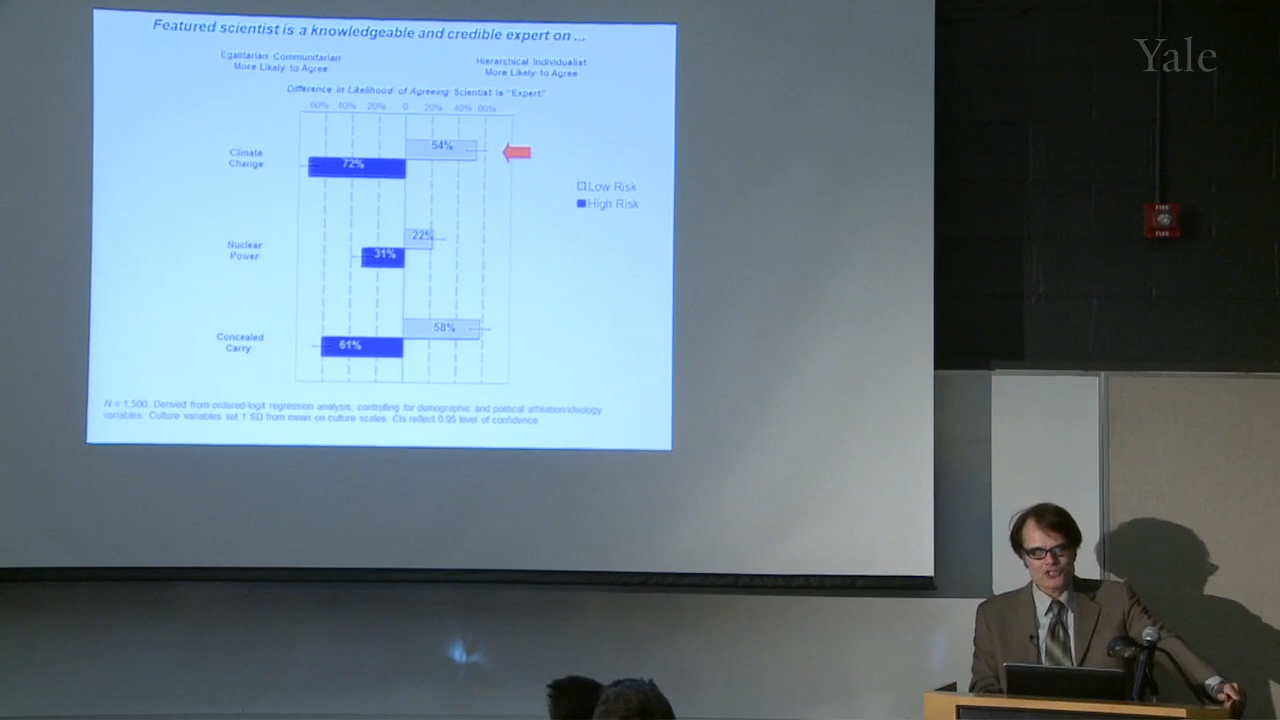 Featured scientist is a knowledgeable and credible expert on ...
Egalitarian Communitarian
More Likely to Agree
Hierarchical Individualist
More Likely to Agree
Difference in Likelihood of Agreeing Scientist is "Expert"
60% 40% 20% 0 20% 40% 60%
Climate
Change
54%
72%
Low Risk
High Risk
Nuclear
Power
22%
31%
Concealed
Carry
58%
61%
N = 1,500. Derived from ordered-logit regression analysis, controlling for demographic and political affiliation/ideology
variables. Culture variables set 1 SD from mean on culture scales. CIs reflect 0.95 level of confidence
Yale
FIRE
FIRE